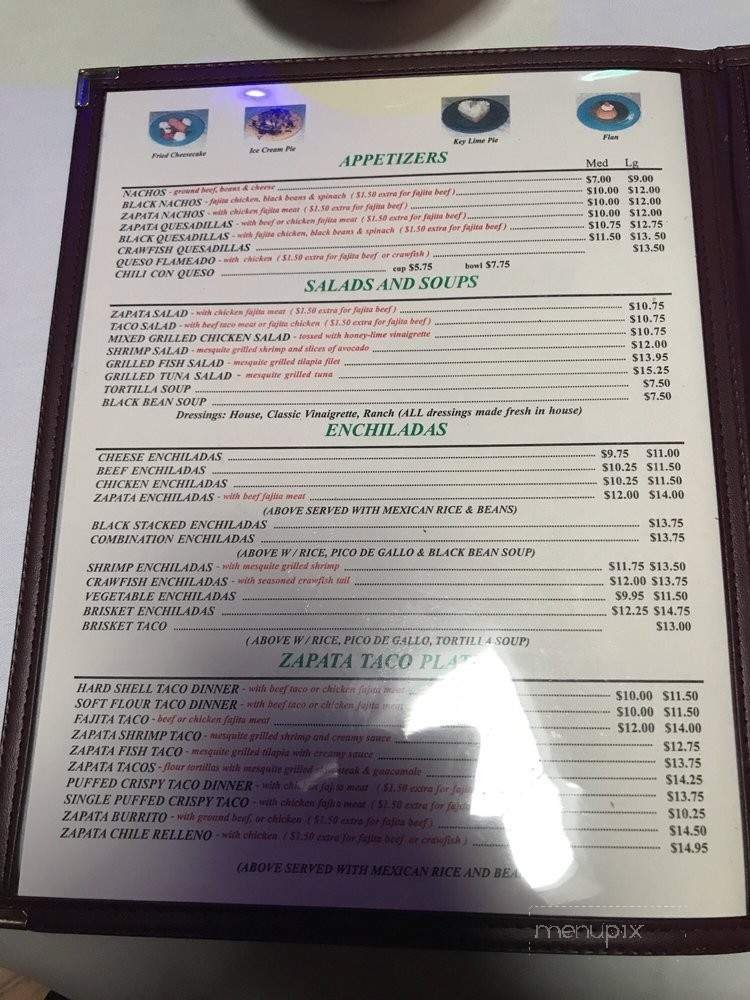 Fried Cheesecake
Ice Cream Pie
Key Lime Pie
Flan
APPETIZERS
Med Lg
NACHOS - ground beef, beans & cheese $7.00 $9.00
BLACK NACHOS - fajita chicken, black beans & spinach ( $1.50 extra for fajita beef ) $10.00 $12.00
ZAPATA NACHOS - with chicken fajita meat ( $1.50 extra for fajita beef ) $10.00 $12.00
ZAPATA QUESADILLAS - with beef or chicken fajita meat ( $1.50 extra for fajita beef ) $10.00 $12.00
BLACK QUESADILLAS - with fajita chicken, black beans & spinach ( $1.50 extra for fajita beef ) $10.75 $12.75
CRAWFISH QUESADILLAS $11.50 $13.50
QUESO FLAMEADO - with chicken ( $1.50 extra for fajita beef or crawfish ) $13.50
CHILI CON QUESO cup $5.75 bowl $7.75
SALADS AND SOUPS
ZAPATA SALAD - with chicken fajita meat ( $1.50 extra for fajita beef ) $10.75
TACO SALAD - with beef taco meat or fajita chicken ( $1.50 extra for fajita beef ) $10.75
MIXED GRILLED CHICKEN SALAD - tossed with honey-lime vinaigrette $10.75
SHRIMP SALAD - mesquite grilled shrimp and slices of avocado $12.00
GRILLED FISH SALAD - mesquite grilled tilapia filet $13.95
GRILLED TUNA SALAD - mesquite grilled tuna $15.25
TORTILLA SOUP $7.50
BLACK BEAN SOUP $7.50
Dressings: House, Classic Vinaigrette, Ranch (ALL dressings made fresh in house)
ENCHILADAS
CHEESE ENCHILADAS $9.75 $11.00
BEEF ENCHILADAS $10.25 $11.50
CHICKEN ENCHILADAS $10.25 $11.50
ZAPATA ENCHILADAS - with beef fajita meat $12.00 $14.00
(ABOVE SERVED WITH MEXICAN RICE & BEANS)
BLACK STACKED ENCHILADAS $13.75
COMBINATION ENCHILADAS $13.75
(ABOVE W / RICE, PICO DE GALLO & BLACK BEAN SOUP)
SHRIMP ENCHILADAS - with mesquite grilled shrimp $11.75 $13.50
CRAWFISH ENCHILADAS - with seasoned crawfish tail $12.00 $13.75
VEGETABLE ENCHILADAS $9.95 $11.50
BRISKET ENCHILADAS $12.25 $14.75
BRISKET TACO $13.00
( ABOVE W / RICE, PICO DE GALLO, TORTILLA SOUP)
ZAPATA TACO
HARD SHELL TACO DINNER - with beef taco or chicken fajita meat $10.00 $11.50
SOFT FLOUR TACO DINNER - with beef taco or chicken fajita meat $10.00 $11.50
FAJITA TACO - beef or chicken fajita meat $12.00 $14.00
ZAPATA SHRIMP TACO - mesquite grilled shrimp and creamy sauce $12.75
ZAPATA FISH TACO - mesquite grilled tilapia with creamy sauce $13.75
ZAPATA TACOS - flour tortillas with mesquite grilled steak & guacamole $14.25
PUFFED CRISPY TACO DINNER - with chicken fajita meat ( $1.50 extra for fajita $13.75
SINGLE PUFFED CRISPY TACO - with chicken fajita meat ( $1.50 extra for fajita $10.25
ZAPATA BURRITO - with ground beef, or chicken ( $1.50 extra for fajita beef ) $14.50
ZAPATA CHILE RELLENO - with chicken ( $1.50 extra for fajita beef or crawfish ) $14.95
(ABOVE SERVED WITH MEXICAN RICE AND
menupix